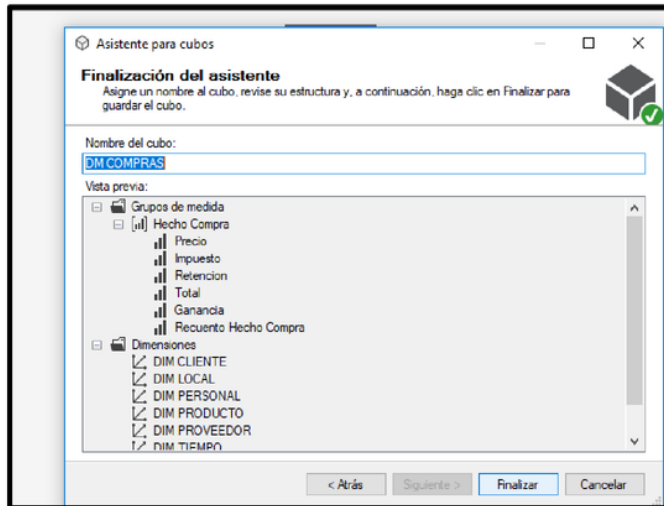 Asistente para cubos
Finalización del asistente
Asigne un nombre al cubo, revise su estructura y, a continuación, haga clic en Finalizar para
guardar el cubo.
Nombre del cubo:
DM COMPRAS
Vista previa:
Grupos de medida
Hecho Compra
Precio
Impuesto
Retencion
Total
Ganancia
Recuento Hecho Compra
Dimensiones
DIM CLIENTE
DIM LOCAL
DIM PERSONAL
DIM PRODUCTO
DIM PROVEEDOR
DIM TIEMPO
< Atrás Siguiente > Finalizar Cancelar